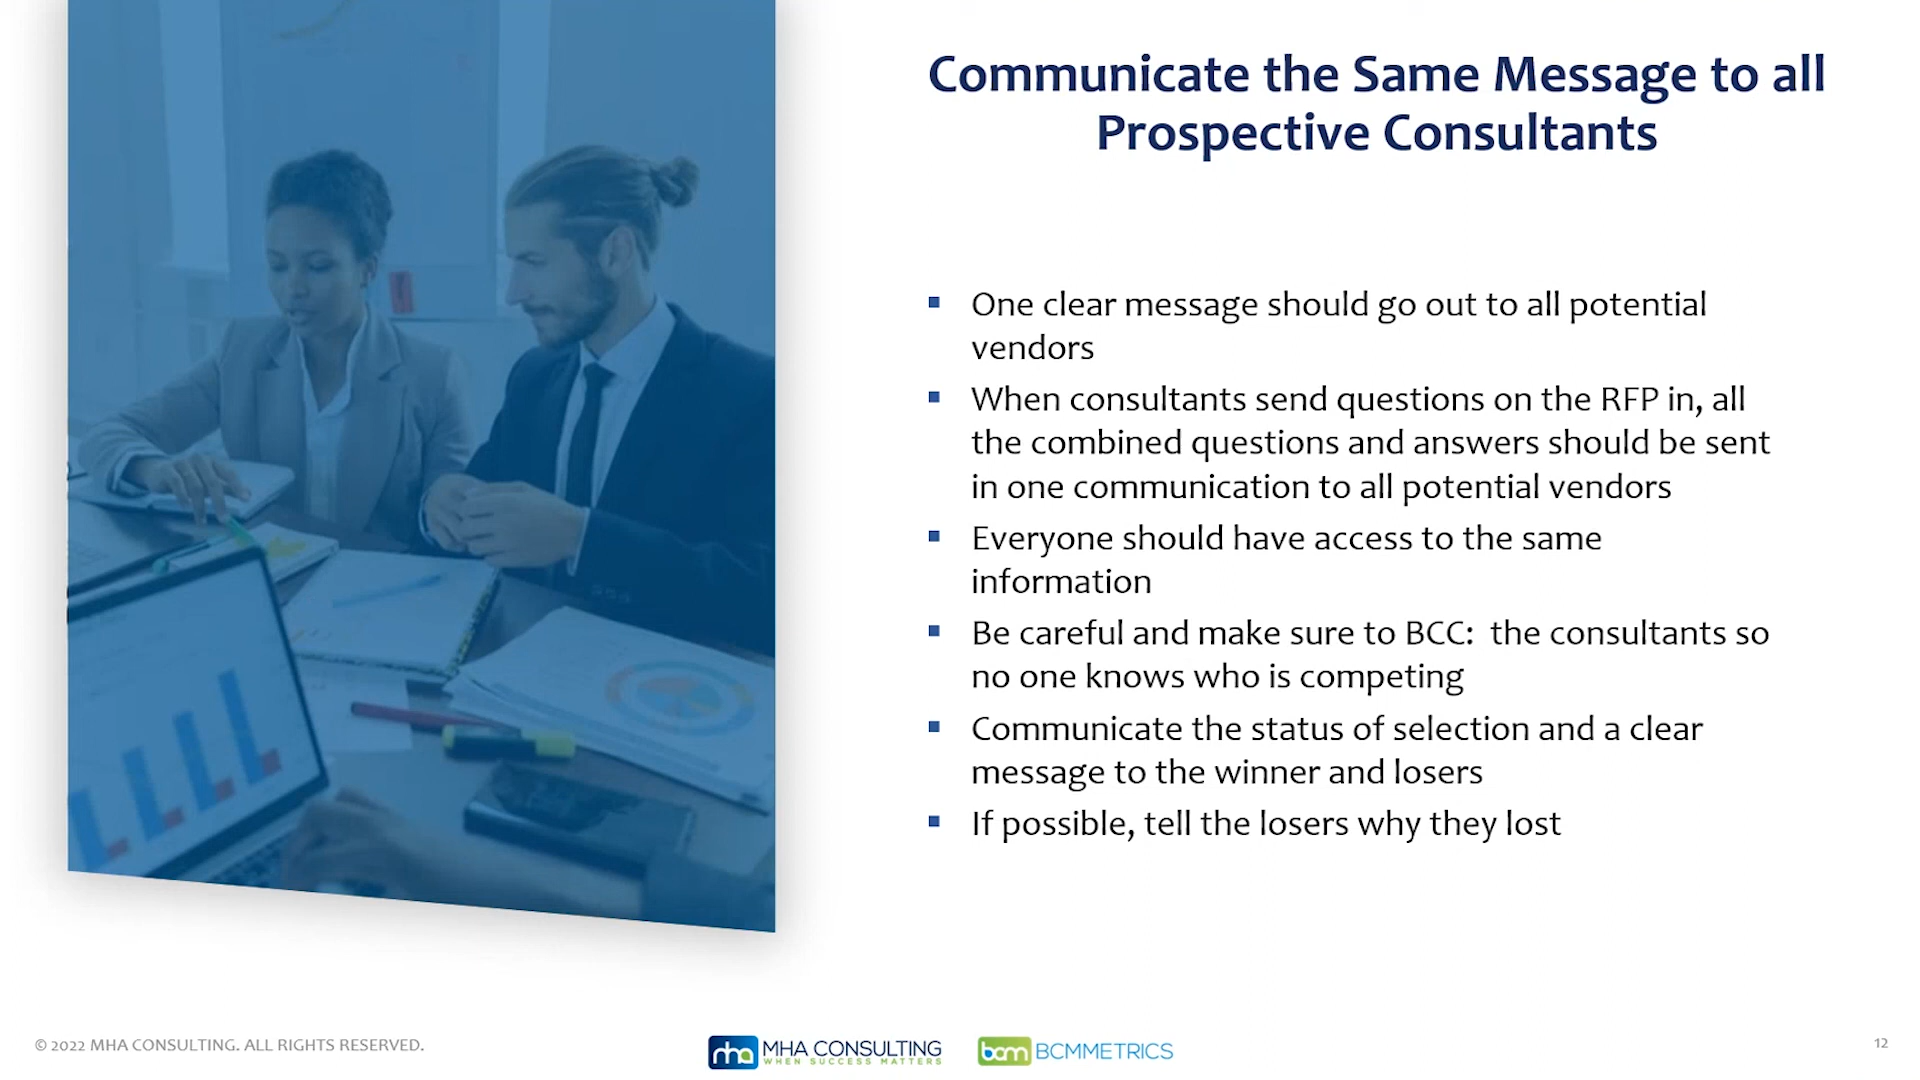 Communicate the Same Message to all
Prospective Consultants
▪ One clear message should go out to all potential
vendors
▪ When consultants send questions on the RFP in, all
the combined questions and answers should be sent
in one communication to all potential vendors
▪ Everyone should have access to the same
information
▪ Be careful and make sure to BCC:  the consultants so
no one knows who is competing
▪ Communicate the status of selection and a clear
message to the winner and losers
▪ If possible, tell the losers why they lost
© 2022 MHA CONSULTING. ALL RIGHTS RESERVED.
mha MHA CONSULTING
WHEN SUCCESS MATTERS
bcm BCMMETRICS
12